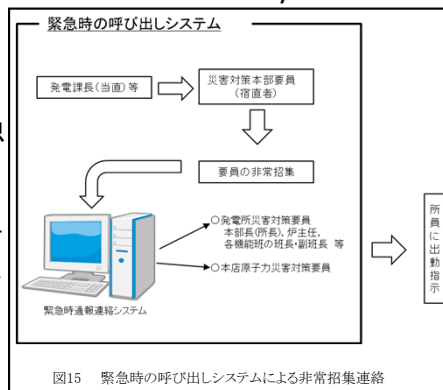 緊急時の呼び出しシステム
発電課長(当直)等
災害対策本部要員
(宿直者)
要員の非常招集
○発電所災害対策要員
本部長(所長), 炉主任,
各機能班の班長・副班長 等
○本店原子力災害対策要員
緊急時通報連絡システム
所員に出動指示
図15 緊急時の呼び出しシステムによる非常招集連絡